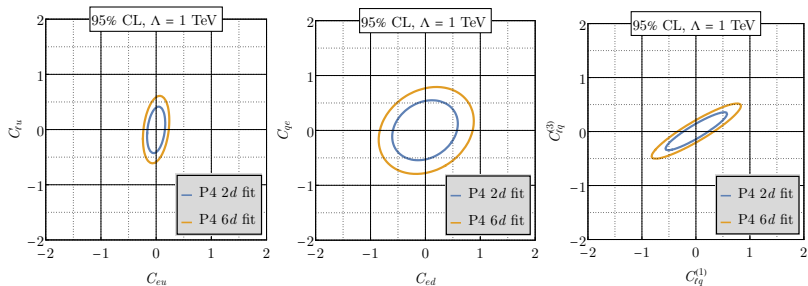 95% CL, Λ = 1 TeV
2
1
0
−1
−2
−2
−1
0
1
2
C_{ℓu}
C_{eu}
P4 2d fit
P4 6d fit
95% CL, Λ = 1 TeV
2
1
0
−1
−2
−2
−1
0
1
2
C_{qe}
C_{ed}
P4 2d fit
P4 6d fit
95% CL, Λ = 1 TeV
2
1
0
−1
−2
−2
−1
0
1
2
C_{ℓq}^{(3)}
C_{ℓq}^{(1)}
P4 2d fit
P4 6d fit